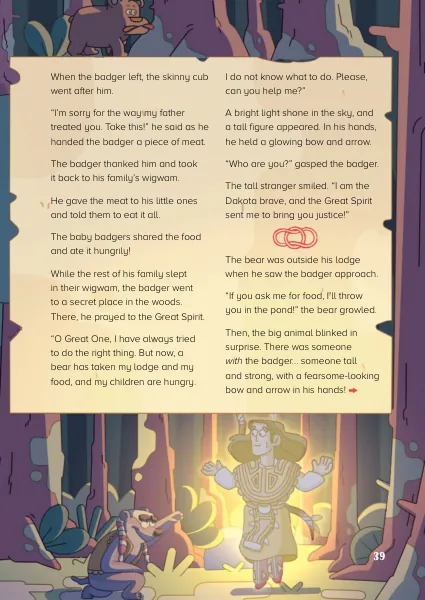 When the badger left, the skinny cub
went after him.
“I’m sorry for the way my father
treated you. Take this!” he said as he
handed the badger a piece of meat.
The badger thanked him and took
it back to his family’s wigwam.
He gave the meat to his little ones
and told them to eat it all.
The baby badgers shared the food
and ate it hungrily!
While the rest of his family slept
in their wigwam, the badger went
to a secret place in the woods.
There, he prayed to the Great Spirit.
“O Great One, I have always tried
to do the right thing. But now, a
bear has taken my lodge and my
food, and my children are hungry.
I do not know what to do. Please,
can you help me?”
A bright light shone in the sky, and
a tall figure appeared. In his hands,
he held a glowing bow and arrow.
“Who are you?” gasped the badger.
The tall stranger smiled. “I am the
Dakota brave, and the Great Spirit
sent me to bring you justice!”
The bear was outside his lodge
when he saw the badger approach.
“If you ask me for food, I’ll throw
you in the pond!” the bear growled.
Then, the big animal blinked in
surprise. There was someone
with the badger... someone tall
and strong, with a fearsome-looking
bow and arrow in his hands!
39